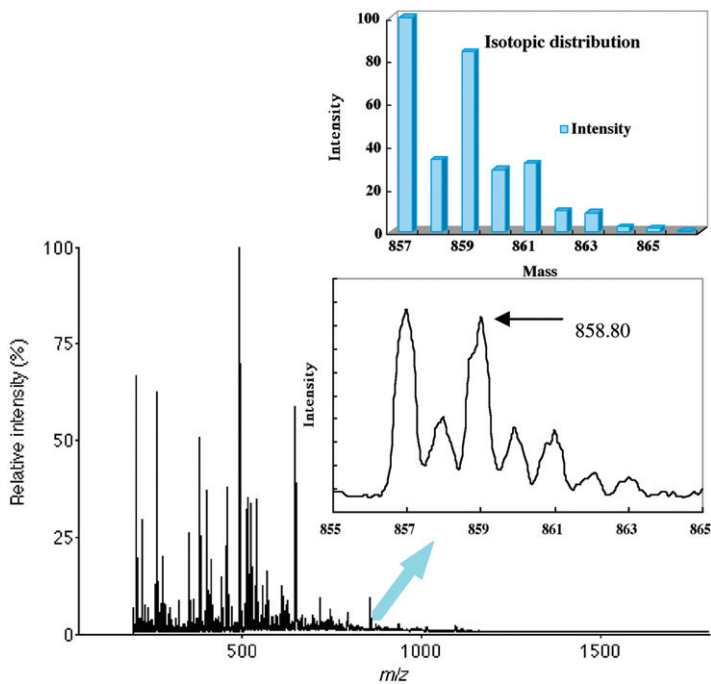 100
80
60
40
20
0
Intensity
Isotopic distribution
Intensity
857 859 861 863 865
Mass
Intensity
858.80
855 857 859 861 863 865
Relative intensity (%)
100
75
50
25
0
500 1000 1500
m/z